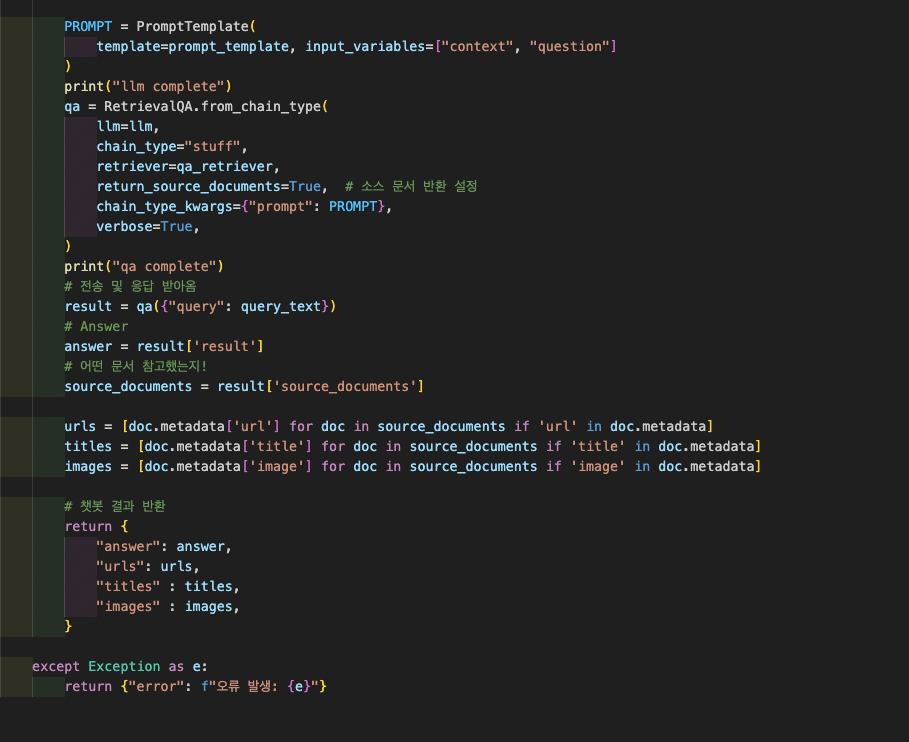 PROMPT = PromptTemplate(
template=prompt_template, input_variables=["context", "question"]
)
print("llm complete")
qa = RetrievalQA.from_chain_type(
llm=llm,
chain_type="stuff",
retriever=qa_retriever,
return_source_documents=True,  # 소스 문서 반환 설정
chain_type_kwargs={"prompt": PROMPT},
verbose=True,
)
print("qa complete")
# 전송 및 응답 받아옴
result = qa({"query": query_text})
# Answer
answer = result['result']
# 어떤 문서 참고했는지!
source_documents = result['source_documents']
urls = [doc.metadata['url'] for doc in source_documents if 'url' in doc.metadata]
titles = [doc.metadata['title'] for doc in source_documents if 'title' in doc.metadata]
images = [doc.metadata['image'] for doc in source_documents if 'image' in doc.metadata]
# 챗봇 결과 반환
return {
"answer": answer,
"urls": urls,
"titles" : titles,
"images" : images,
}
except Exception as e:
return {"error": f"오류 발생: {e}"}